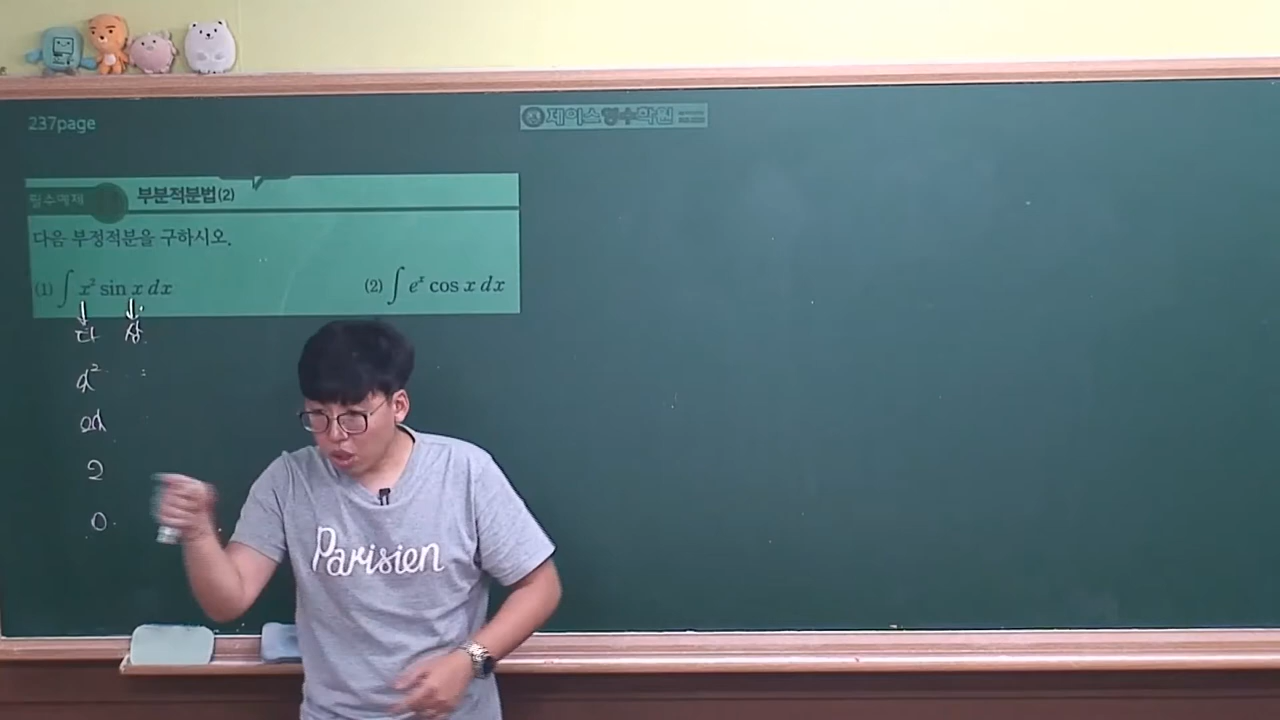 237page
제이스영수학원
필수예제
부분적분법(2)
다음 부정적분을 구하시오.
(1) ∫ x² sin x dx (2) ∫ eˣ cos x dx
↓ ↓
다 삼
x²
2x
2
0
Parisien